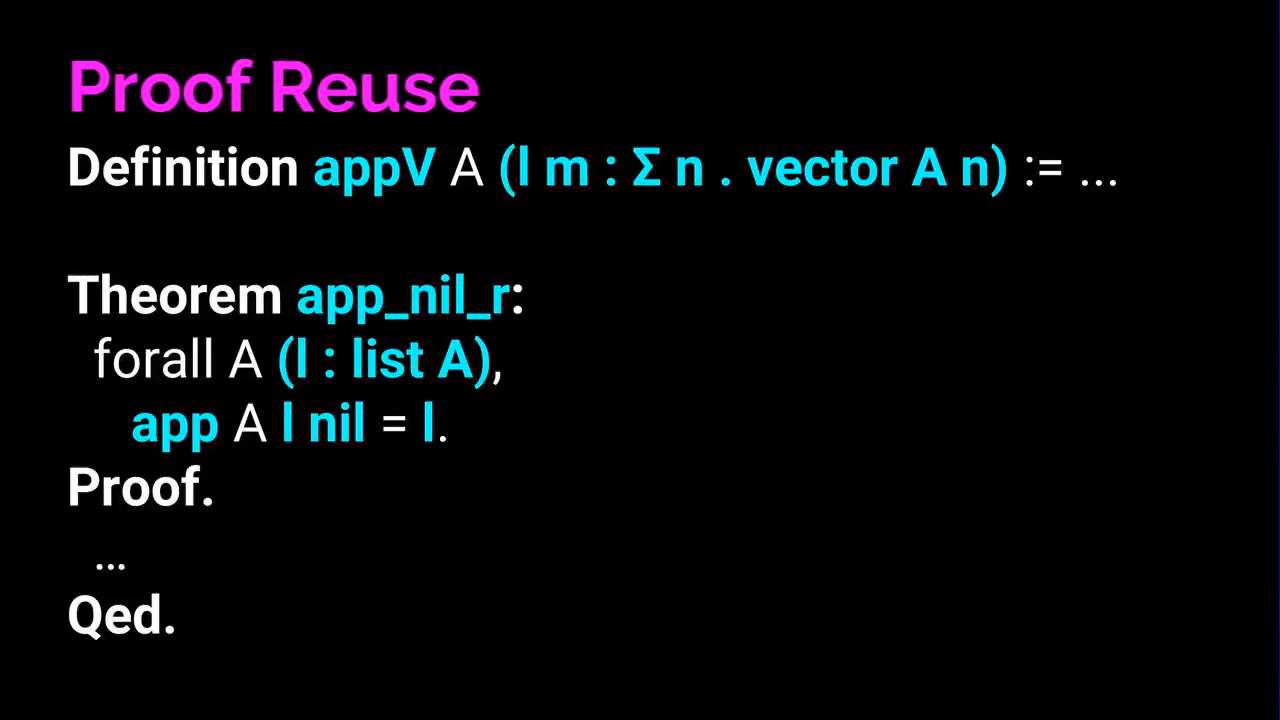 Proof Reuse
Definition appV A (l m : Σ n . vector A n) := ...
Theorem app_nil_r:
forall A (l : list A),
app A l nil = l.
Proof.
...
Qed.